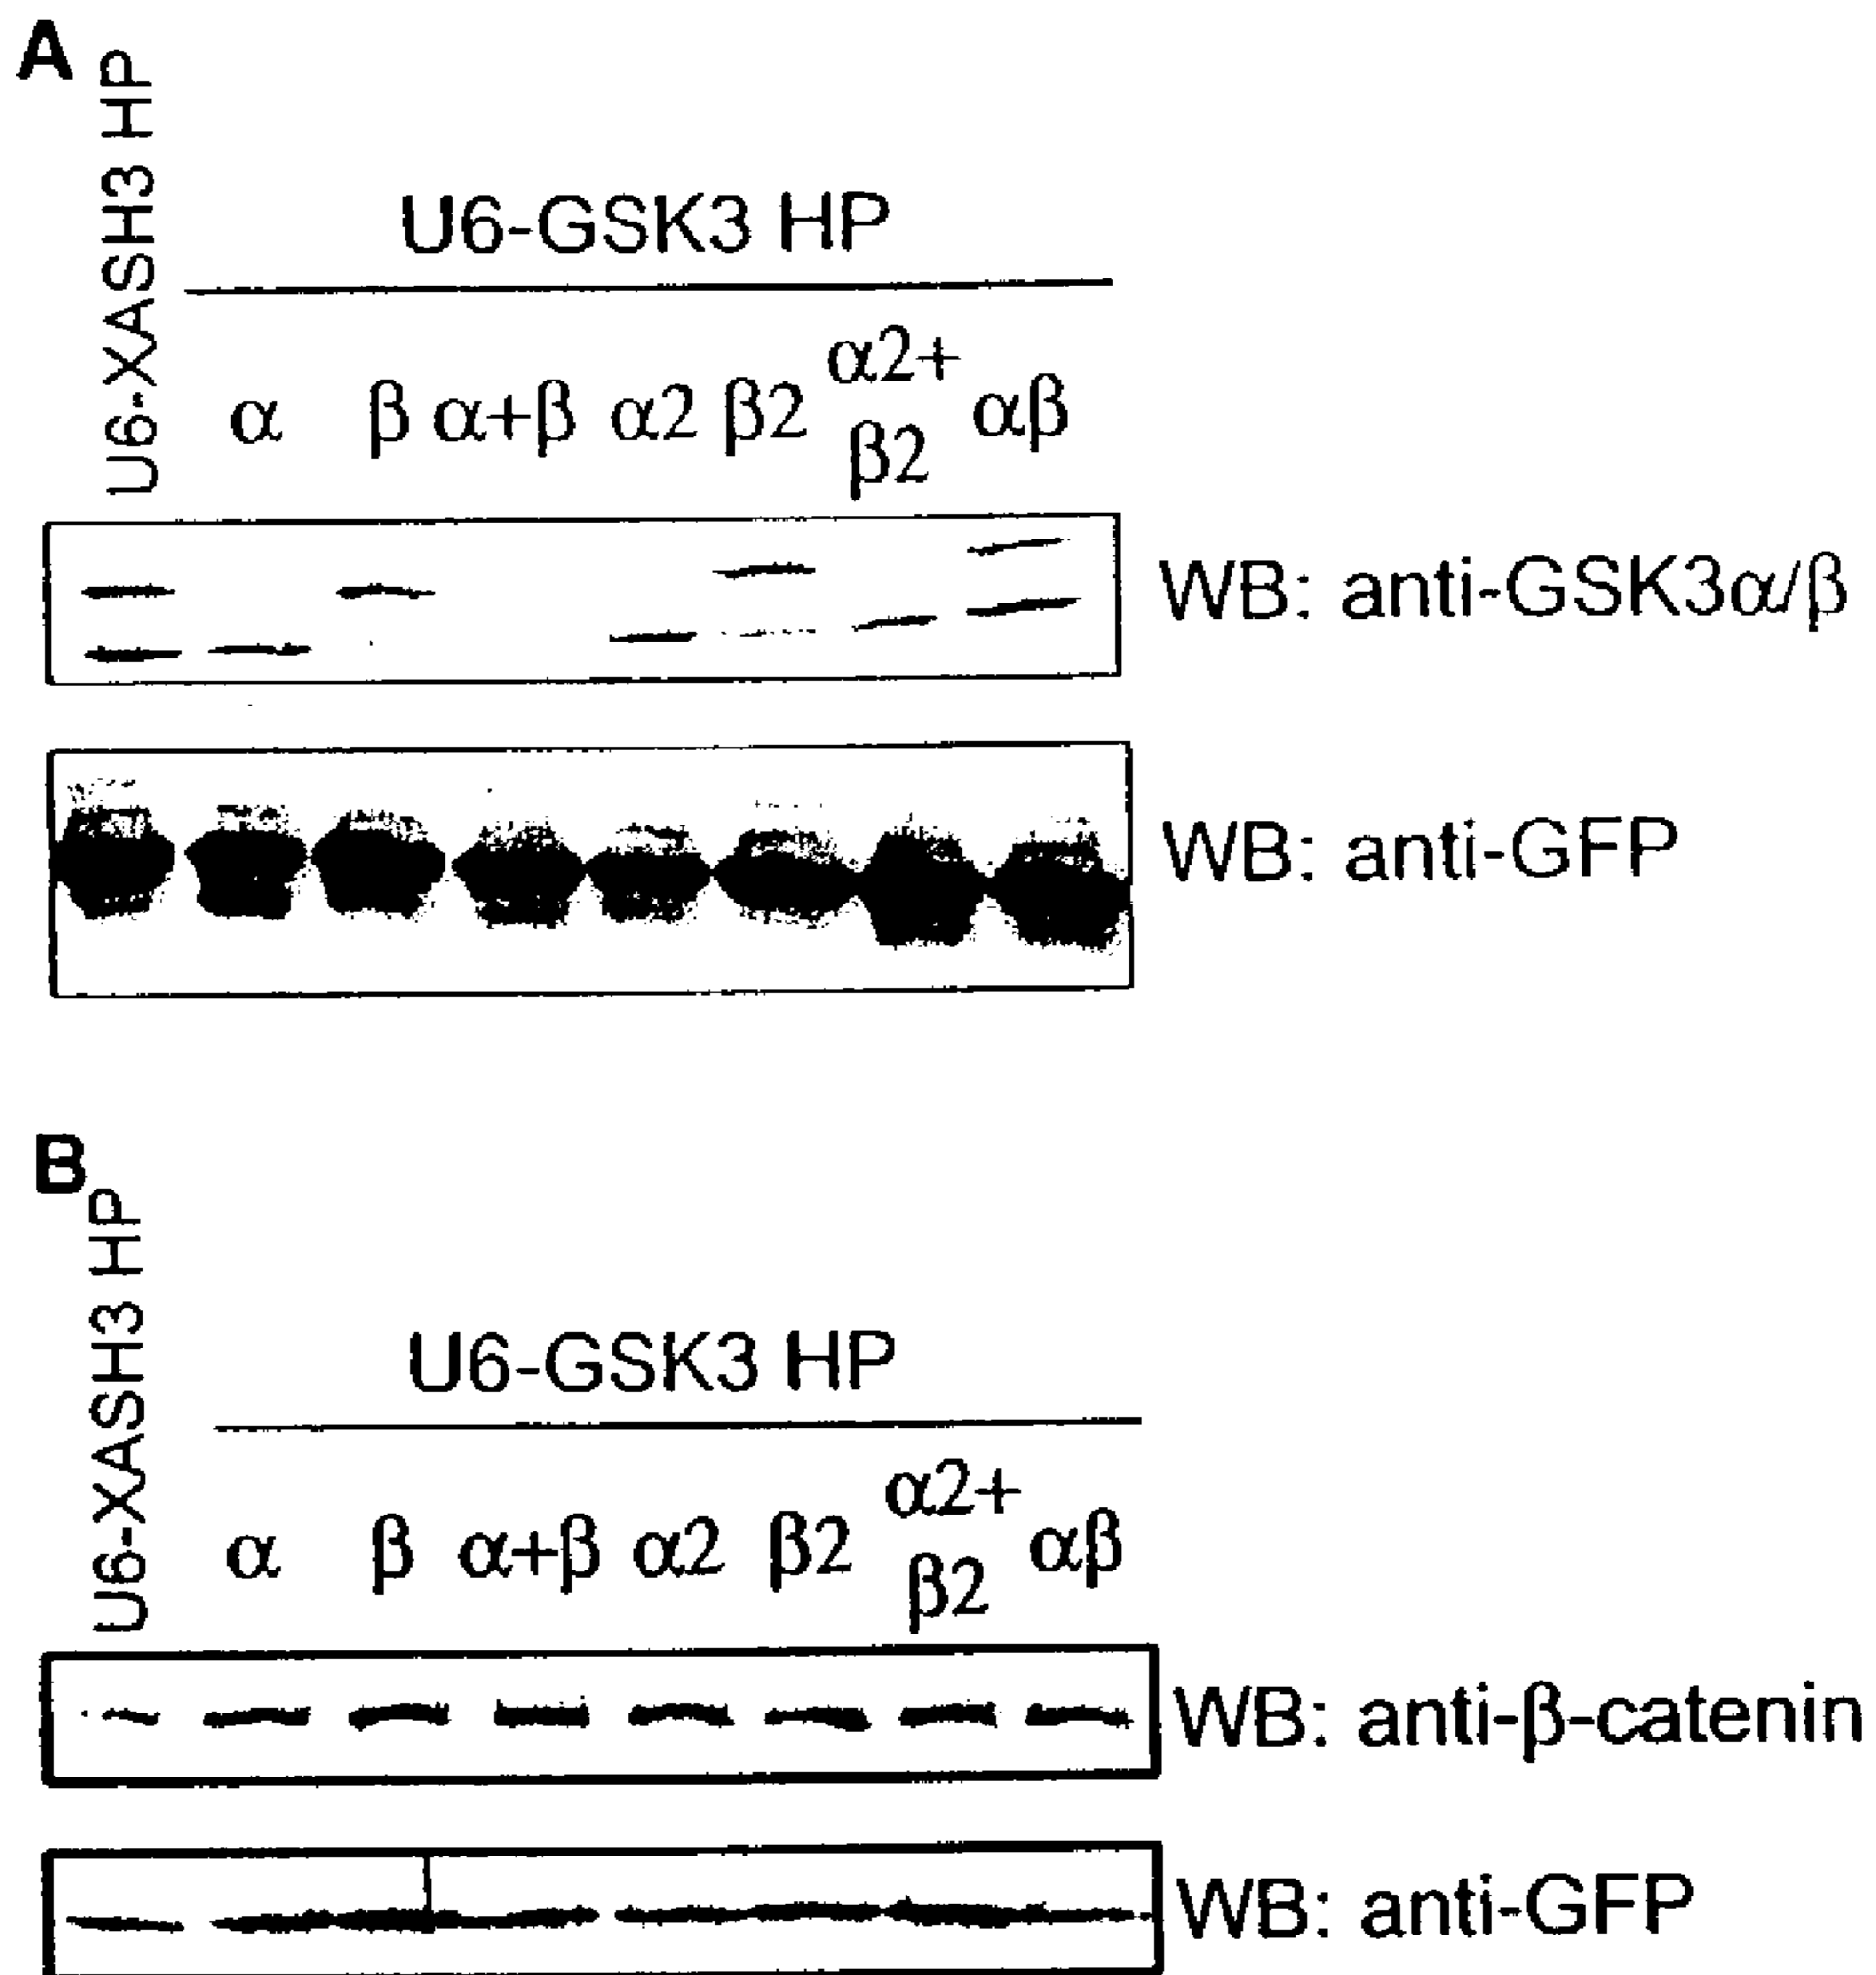 A
U6-XASH3 HP
U6-GSK3 HP
α β α+β α2 β2 α2+β2 αβ
WB: anti-GSK3α/β
WB: anti-GFP
B
U6-XASH3 HP
U6-GSK3 HP
α β α+β α2 β2 α2+β2 αβ
WB: anti-β-catenin
WB: anti-GFP